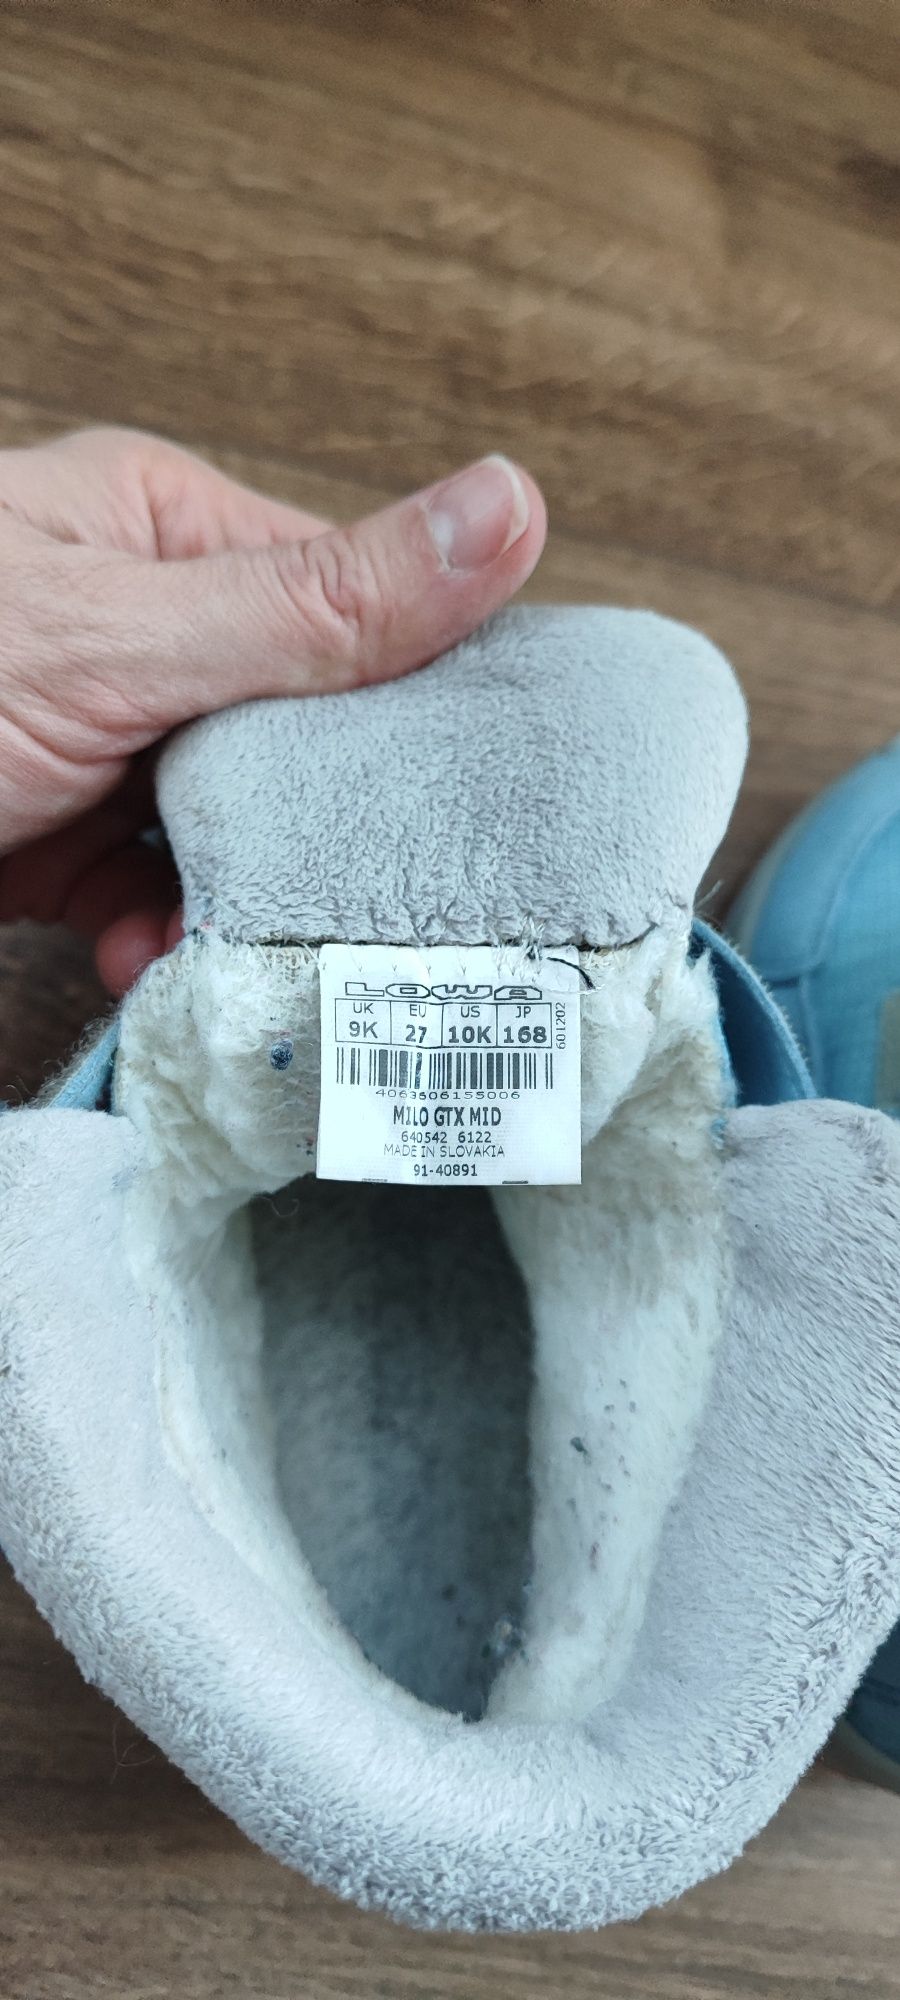 LOWA
UK EU US JP
9K 27 10K 168
601202
4063606155006
MILO GTX MID
640542 6122
MADE IN SLOVAKIA
91-40891